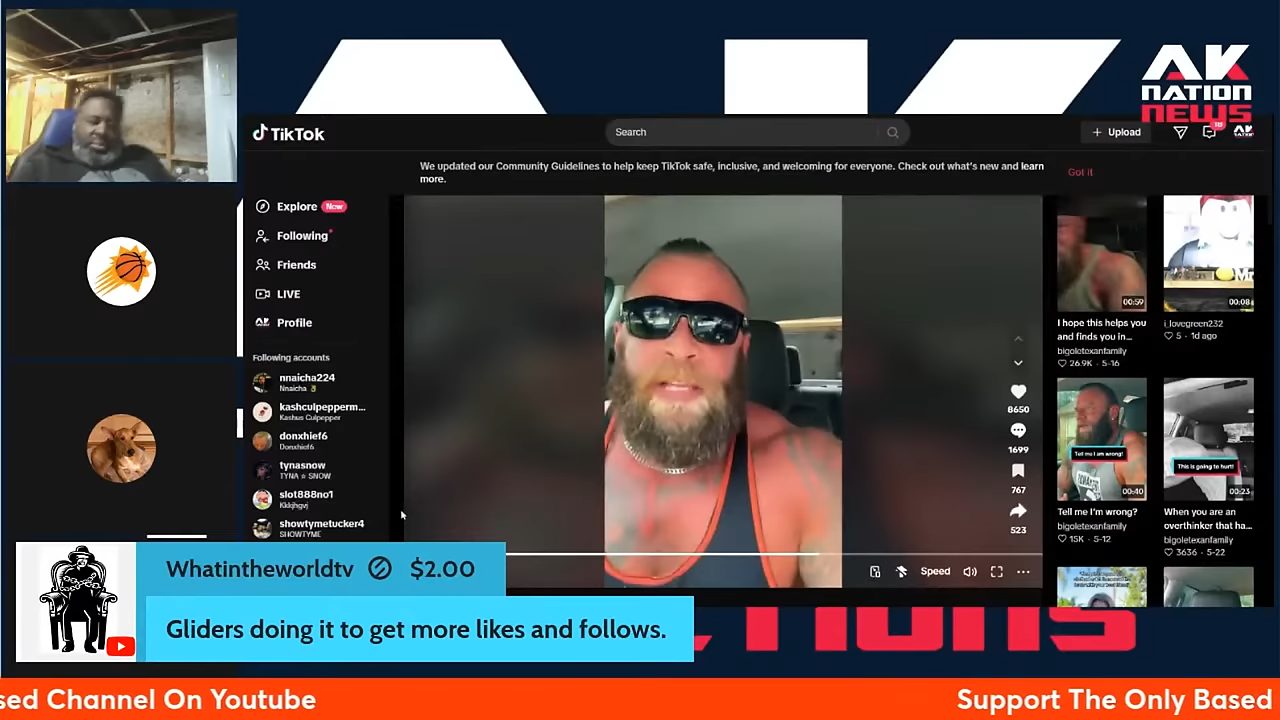 AK
NATION
NEWS
TikTok
Search
+ Upload
18
We updated our Community Guidelines to help keep TikTok safe, inclusive, and welcoming for everyone. Check out what's new and learn
more.
Got it
Explore New
Following
Friends
LIVE
Profile
Following accounts
nnaicha224
Nnaicha
kashculpepperm...
Kashus Culpepper
donxhief6
Donxhief6
tynasnow
TYNA ☆ SNOW
slot888no1
Kkkjhgvj
showtymetucker4
SHOWTYME
8650
1699
767
523
Speed
00:59
I hope this helps you
and finds you in...
bigoletexanfamily
26.9K · 5-16
00:08
i_lovegreen232
5 · 1d ago
Tell me I am wrong!
00:40
Tell me I'm wrong?
bigoletexanfamily
15K · 5-12
This is going to hurt!
00:23
When you are an
overthinker that ha...
bigoletexanfamily
3636 · 5-22
Whatintheworldtv $2.00
Gliders doing it to get more likes and follows.
sed Channel On Youtube
Support The Only Based